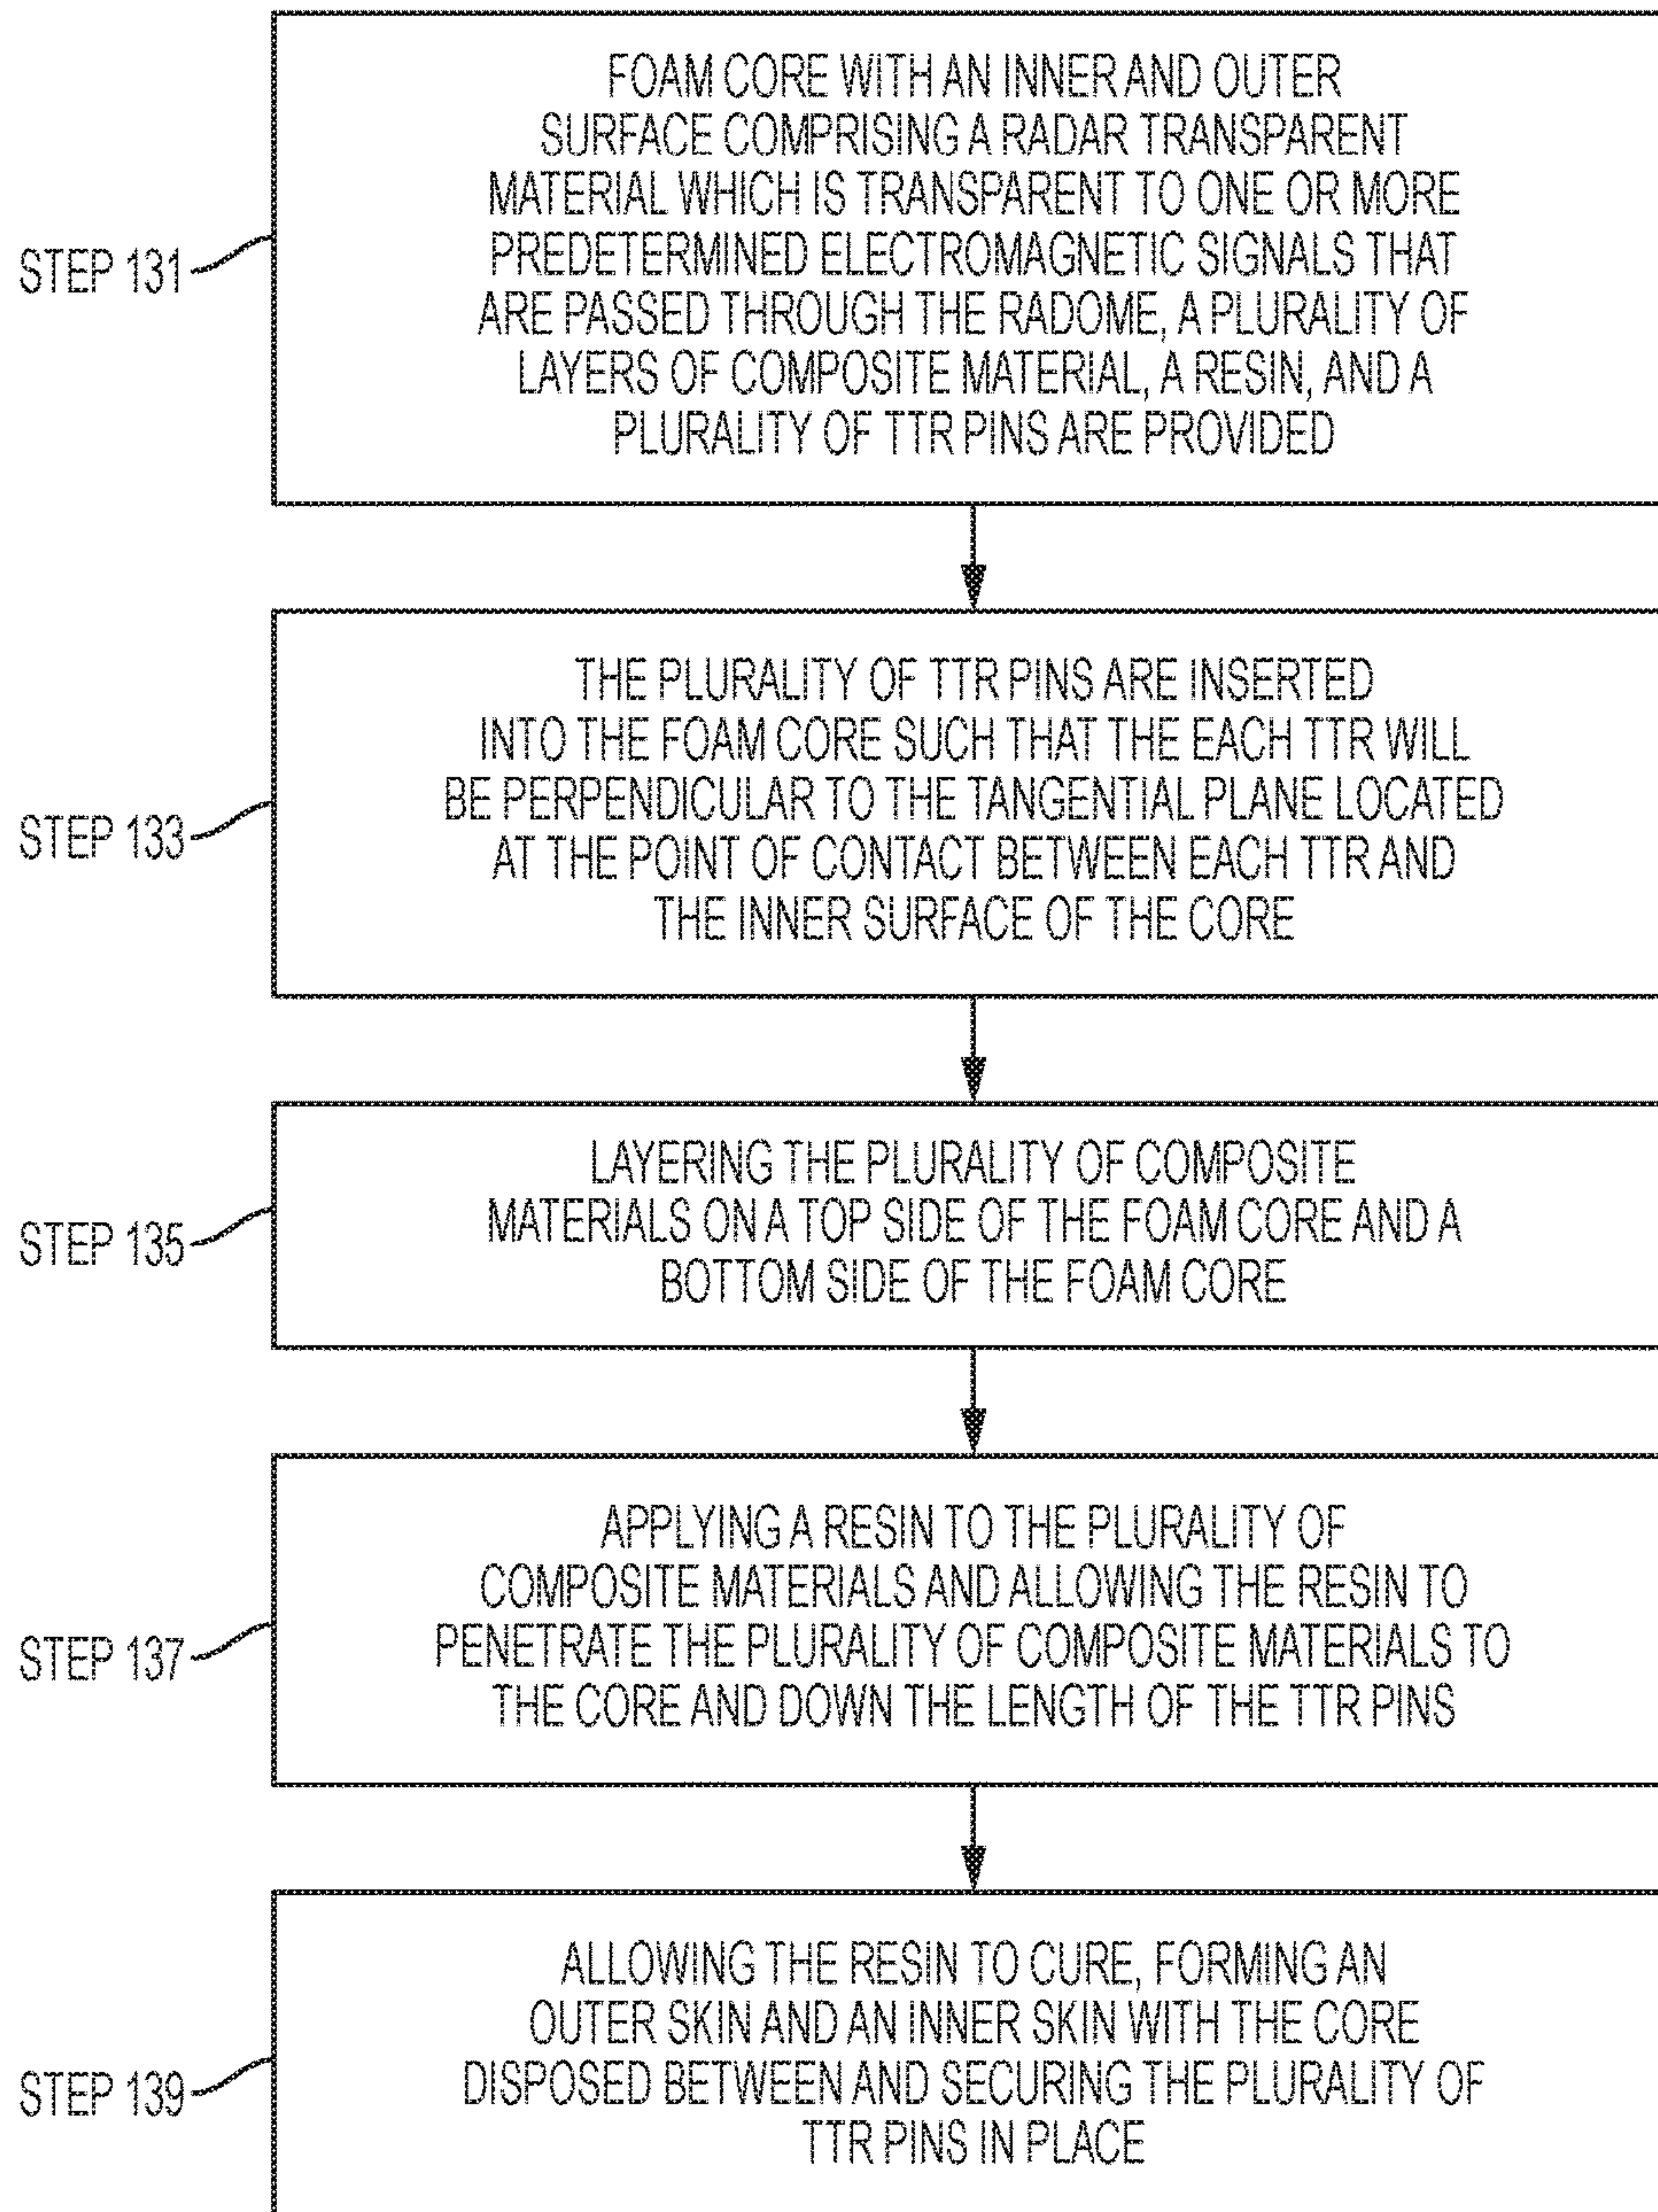 FOAM CORE WITH AN INNER AND OUTER
SURFACE COMPRISING A RADAR TRANSPARENT
MATERIAL WHICH IS TRANSPARENT TO ONE OR MORE
PREDETERMINED ELECTROMAGNETIC SIGNALS THAT
ARE PASSED THROUGH THE RADOME, A PLURALITY OF
LAYERS OF COMPOSITE MATERIAL, A RESIN, AND A
PLURALITY OF TTR PINS ARE PROVIDED
STEP 131
THE PLURALITY OF TTR PINS ARE INSERTED
INTO THE FOAM CORE SUCH THAT THE EACH TTR WILL
BE PERPENDICULAR TO THE TANGENTIAL PLANE LOCATED
AT THE POINT OF CONTACT BETWEEN EACH TTR AND
THE INNER SURFACE OF THE CORE
STEP 133
LAYERING THE PLURALITY OF COMPOSITE
MATERIALS ON A TOP SIDE OF THE FOAM CORE AND A
BOTTOM SIDE OF THE FOAM CORE
STEP 135
APPLYING A RESIN TO THE PLURALITY OF
COMPOSITE MATERIALS AND ALLOWING THE RESIN TO
PENETRATE THE PLURALITY OF COMPOSITE MATERIALS TO
THE CORE AND DOWN THE LENGTH OF THE TTR PINS
STEP 137
ALLOWING THE RESIN TO CURE, FORMING AN
OUTER SKIN AND AN INNER SKIN WITH THE CORE
DISPOSED BETWEEN AND SECURING THE PLURALITY OF
TTR PINS IN PLACE
STEP 139